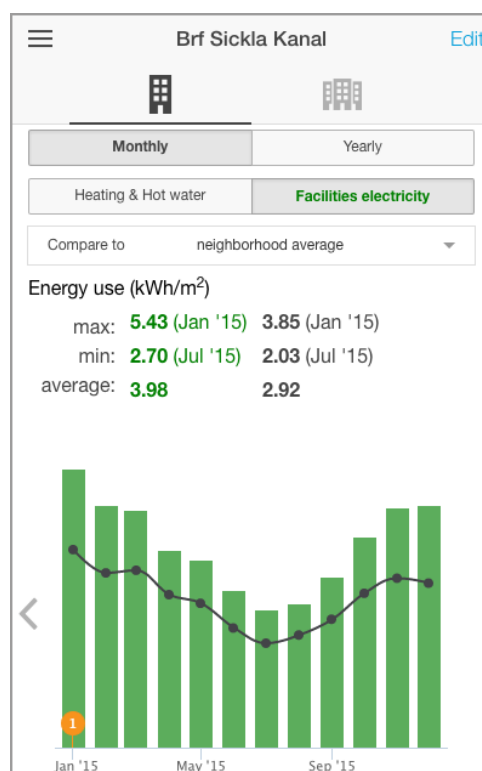 Brf Sickla Kanal Edit
Monthly Yearly
Heating & Hot water Facilities electricity
Compare to neighborhood average
Energy use (kWh/m²)
max: 5.43 (Jan '15) 3.85 (Jan '15)
min: 2.70 (Jul '15) 2.03 (Jul '15)
average: 3.98 2.92
1
Jan '15 May '15 Sep '15